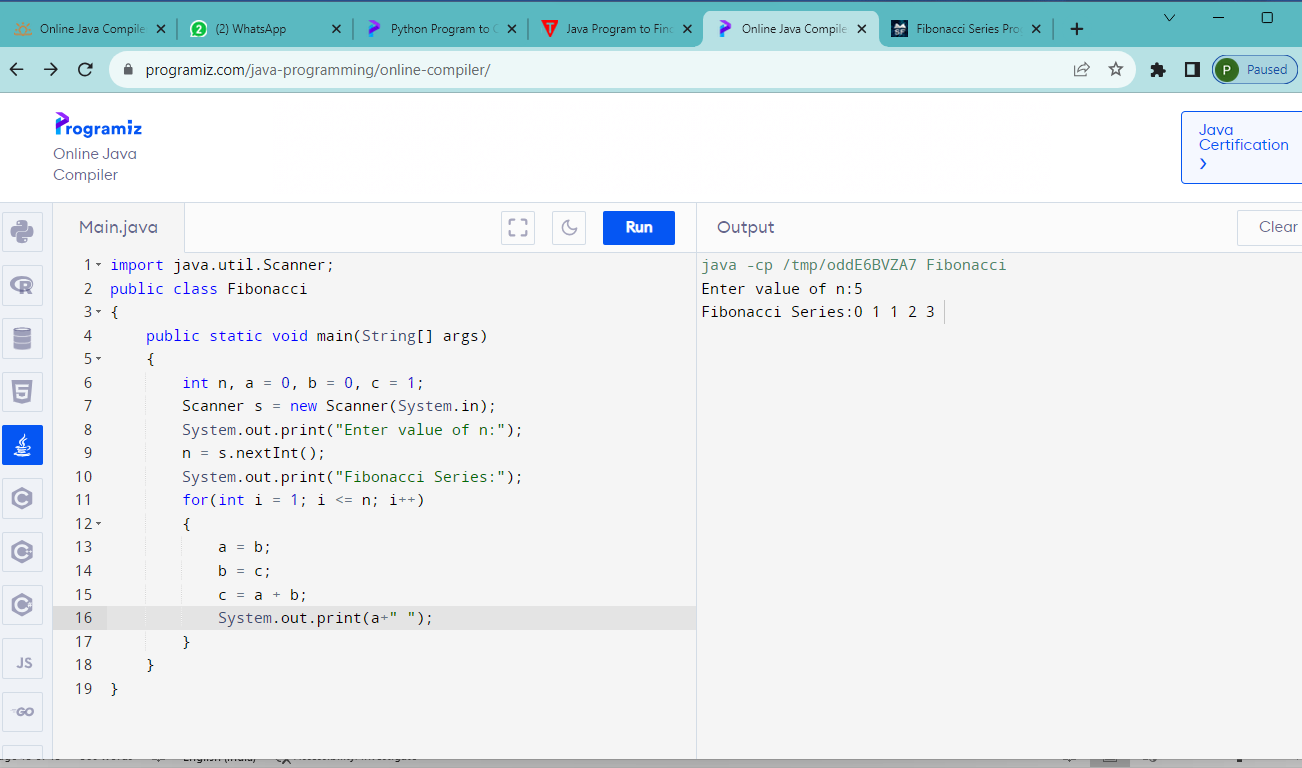 Online Java Compile
(2) WhatsApp
Python Program to C
Java Program to Find
Online Java Compile
Fibonacci Series Pro
programiz.com/java-programming/online-compiler/
P Paused
Programiz
Online Java
Compiler
Java
Certification
Main.java
Run
Output
Clear
1 import java.util.Scanner;
2 public class Fibonacci
3 {
4 public static void main(String[] args)
5 {
6 int n, a = 0, b = 0, c = 1;
7 Scanner s = new Scanner(System.in);
8 System.out.print("Enter value of n:");
9 n = s.nextInt();
10 System.out.print("Fibonacci Series:");
11 for(int i = 1; i <= n; i++)
12 {
13 a = b;
14 b = c;
15 c = a + b;
16 System.out.print(a+" ");
17 }
18 }
19 }
java -cp /tmp/oddE6BVZA7 Fibonacci
Enter value of n:5
Fibonacci Series:0 1 1 2 3
JS
GO
English (India)
Accessibility: Investigate